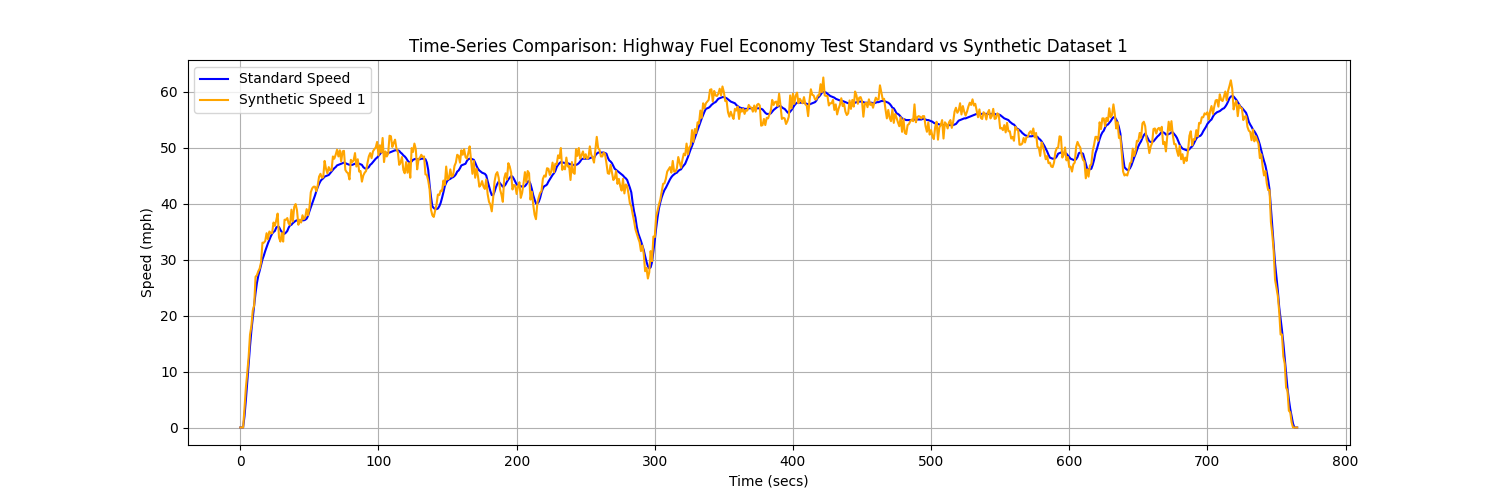 Time-Series Comparison: Highway Fuel Economy Test Standard vs Synthetic Dataset 1
Standard Speed
Synthetic Speed 1
Speed (mph)
60
50
40
30
20
10
0
0 100 200 300 400 500 600 700 800
Time (secs)